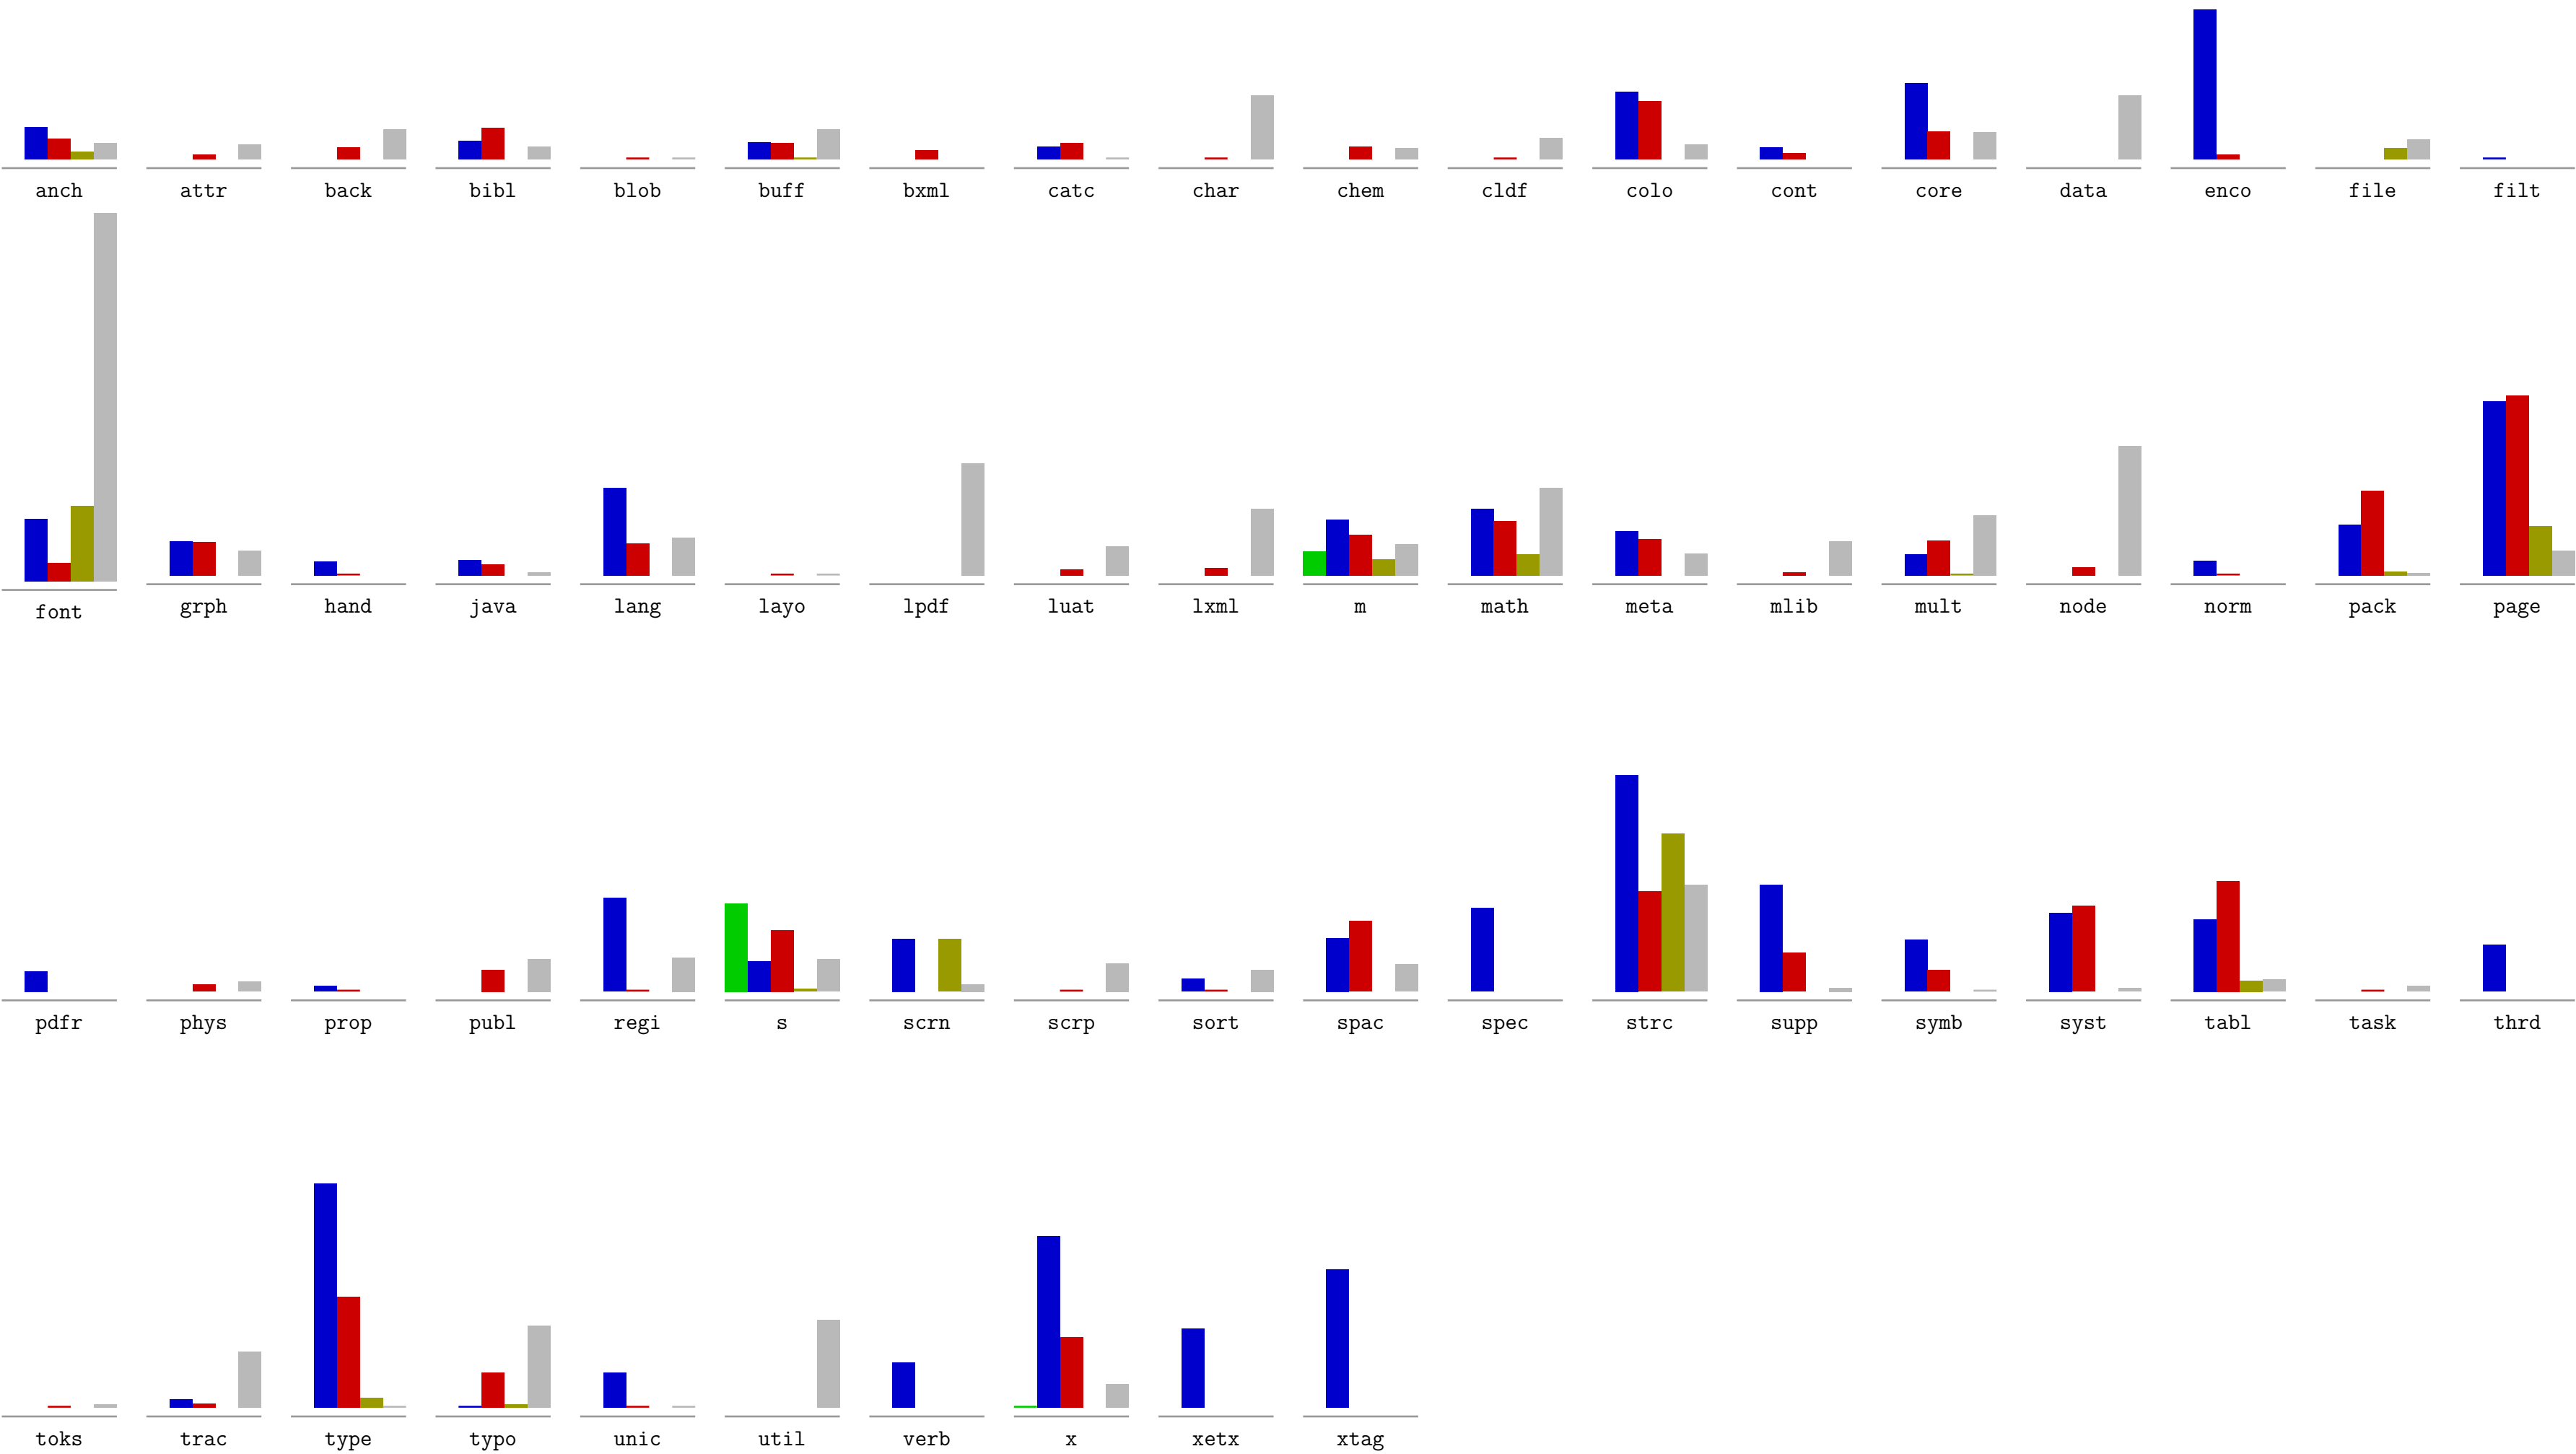 anch attr back bibl blob buff bxml catc char chem cldf colo cont core data enco file filt
font grph hand java lang layo lpdf luat lxml m math meta mlib mult node norm pack page
pdfr phys prop publ regi s scrn scrp sort spac spec strc supp symb syst tabl task thrd
toks trac type typo unic util verb x xetx xtag